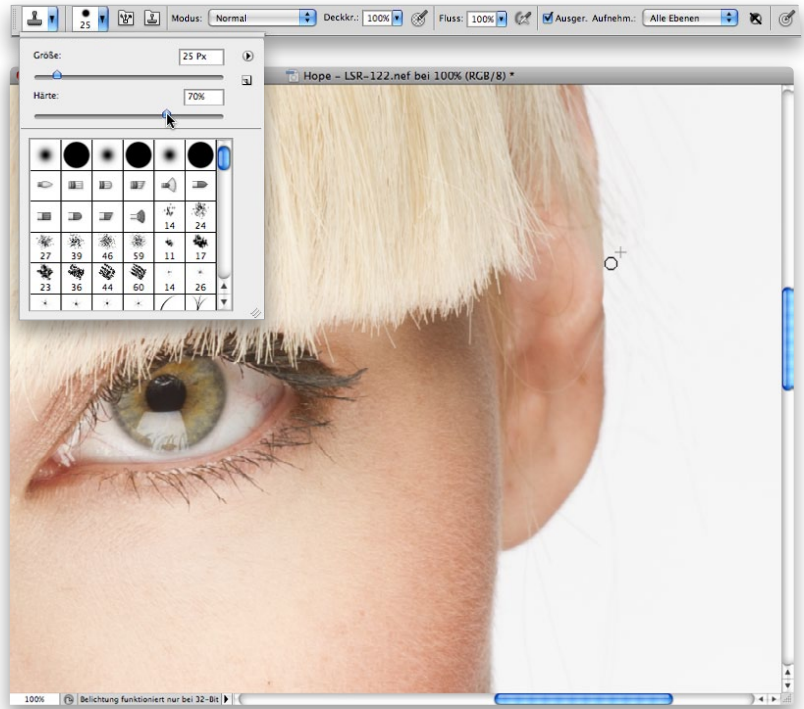 25 Modus: Normal Deckkr.: 100% Fluss: 100% Ausger. Aufnehm.: Alle Ebenen
Größe: 25 Px
Härte: 70%
14 24
27 39 46 59 11 17
23 36 44 60 14 26
Hope – LSR-122.nef bei 100% (RGB/8) *
100% Belichtung funktioniert nur bei 32-Bit